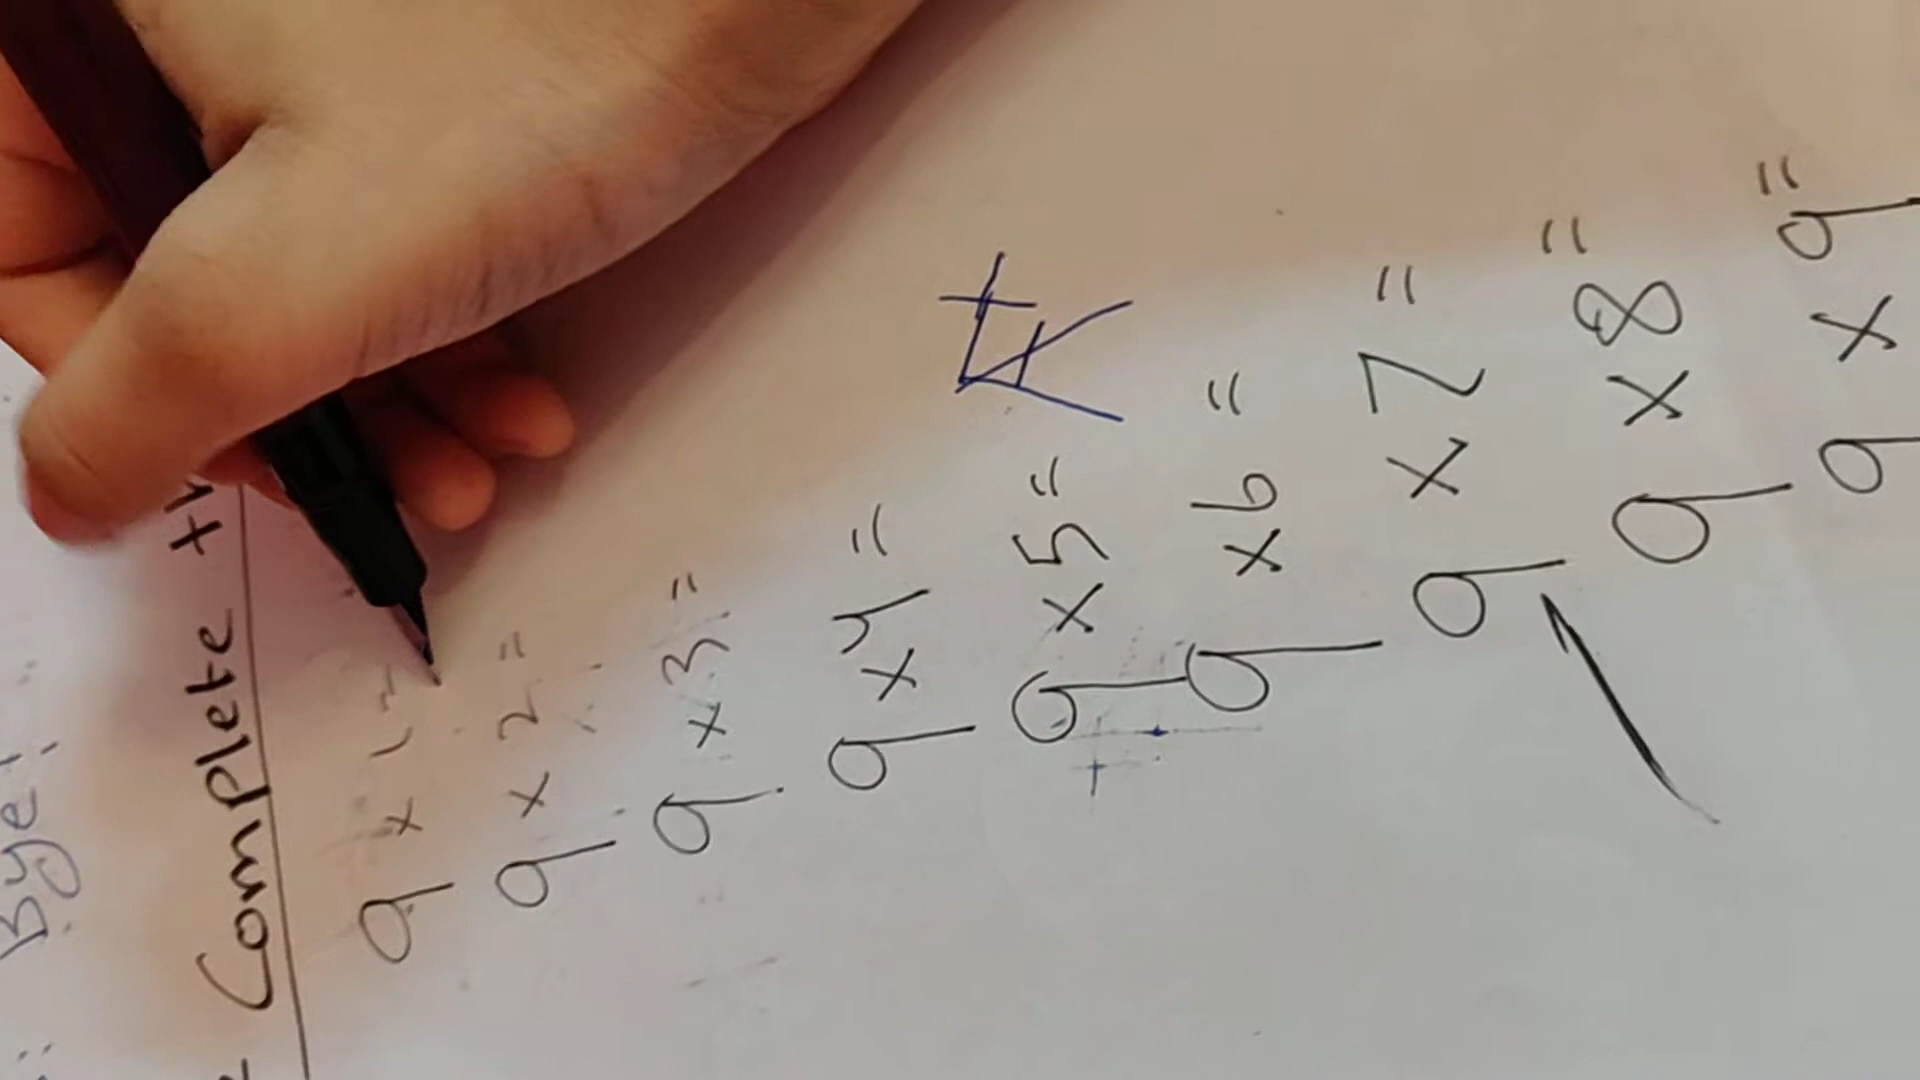 Bye!
Complete th
9 x 1 =
9 x 2 =
9 x 3 =
9 x 4 =
9 x 5 =
9 x 6 =
9 x 7 =
9 x 8 =
9 x 9 =